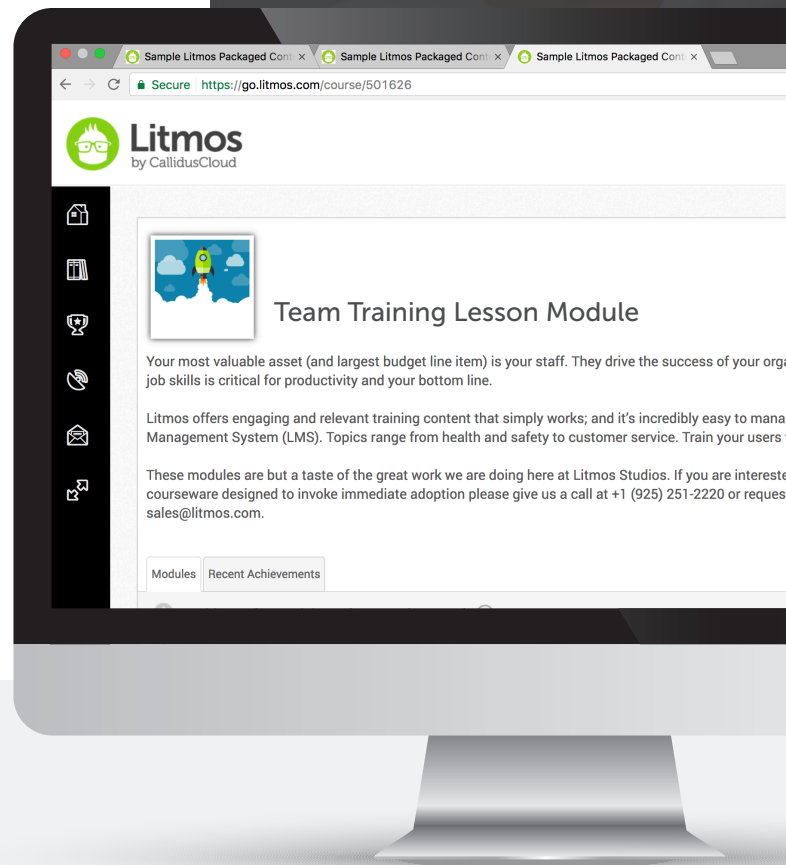 Sample Litmos Packaged Cont
Sample Litmos Packaged Cont
Sample Litmos Packaged Cont
Secure https://go.litmos.com/course/501626
Litmos
by CallidusCloud
Team Training Lesson Module
Your most valuable asset (and largest budget line item) is your staff. They drive the success of your orga
job skills is critical for productivity and your bottom line.
Litmos offers engaging and relevant training content that simply works; and it's incredibly easy to mana
Management System (LMS). Topics range from health and safety to customer service. Train your users
These modules are but a taste of the great work we are doing here at Litmos Studios. If you are intereste
courseware designed to invoke immediate adoption please give us a call at +1 (925) 251-2220 or reques
sales@litmos.com.
Modules Recent Achievements